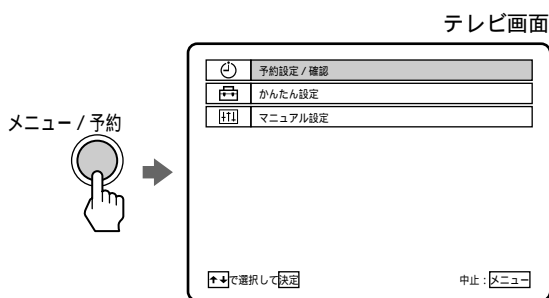 テレビ画面
メニュー / 予約
予約設定 / 確認
かんたん設定
マニュアル設定
↑↓で選択して決定
中止 : メニュー